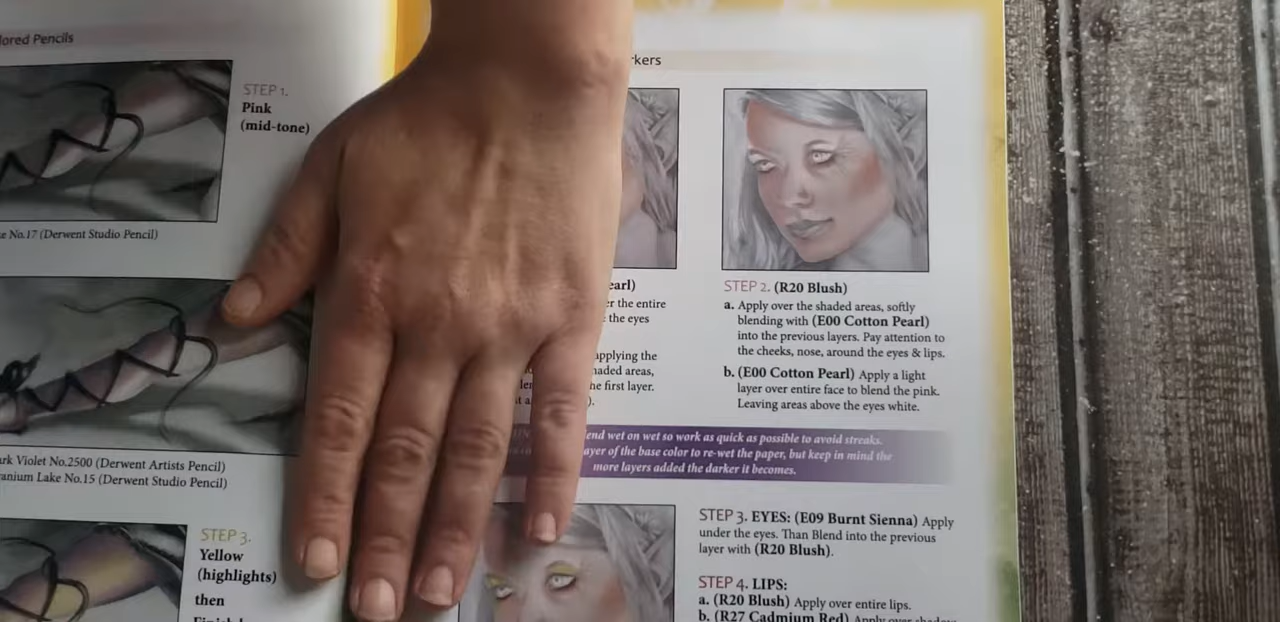 lored Pencils
STEP 1.
Pink
(mid-tone)
e No.17 (Derwent Studio Pencil)
rk Violet No.2500 (Derwent Artists Pencil)
anium Lake No.15 (Derwent Studio Pencil)
STEP 3.
Yellow
(highlights)
then
rkers
earl)
er the entire
the eyes
applying the
haded areas,
he first layer.
STEP 2. (R20 Blush)
a. Apply over the shaded areas, softly
blending with (E00 Cotton Pearl)
into the previous layers. Pay attention to
the cheeks, nose, around the eyes & lips.
b. (E00 Cotton Pearl) Apply a light
layer over entire face to blend the pink.
Leaving areas above the eyes white.
end wet on wet so work as quick as possible to avoid streaks.
ayer of the base color to re-wet the paper, but keep in mind the
more layers added the darker it becomes.
STEP 3. EYES: (E09 Burnt Sienna) Apply
under the eyes. Than Blend into the previous
layer with (R20 Blush).
STEP 4. LIPS:
a. (R20 Blush) Apply over entire lips.
b. (R27 Cadmium Red) Apply over shadow